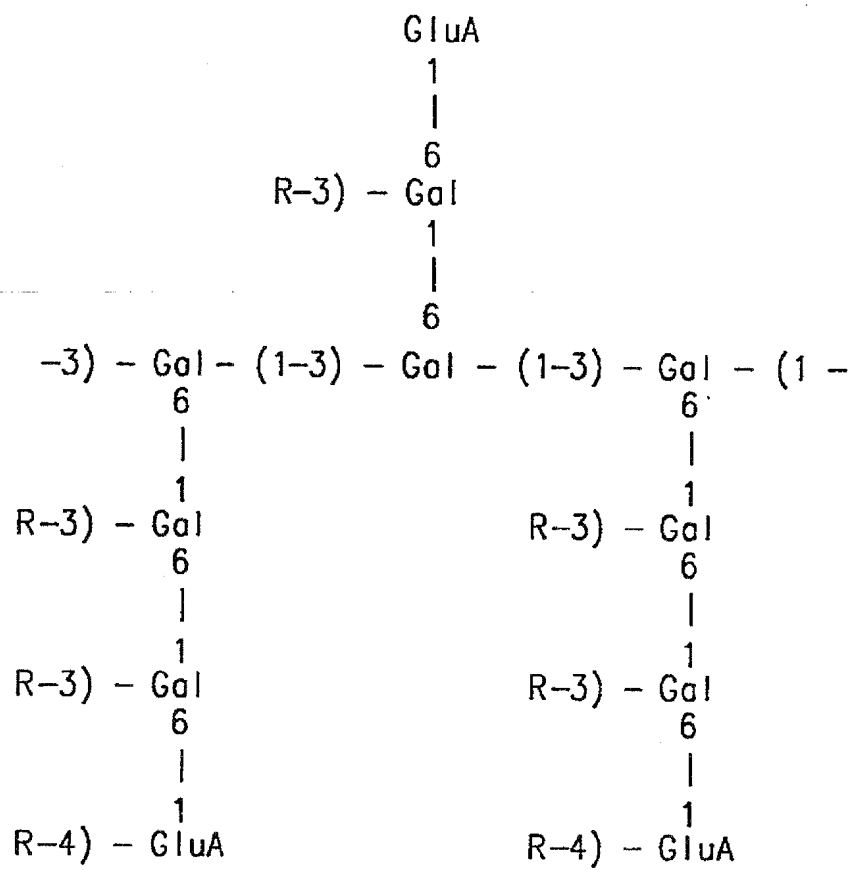 GluA
1
|
6
R-3) - Gal
1
|
6
-3) - Gal - (1-3) - Gal - (1-3) - Gal - (1 -
6 6
| |
1 1
R-3) - Gal R-3) - Gal
6 6
| |
1 1
R-3) - Gal R-3) - Gal
6 6
| |
1 1
R-4) - GluA R-4) - GluA